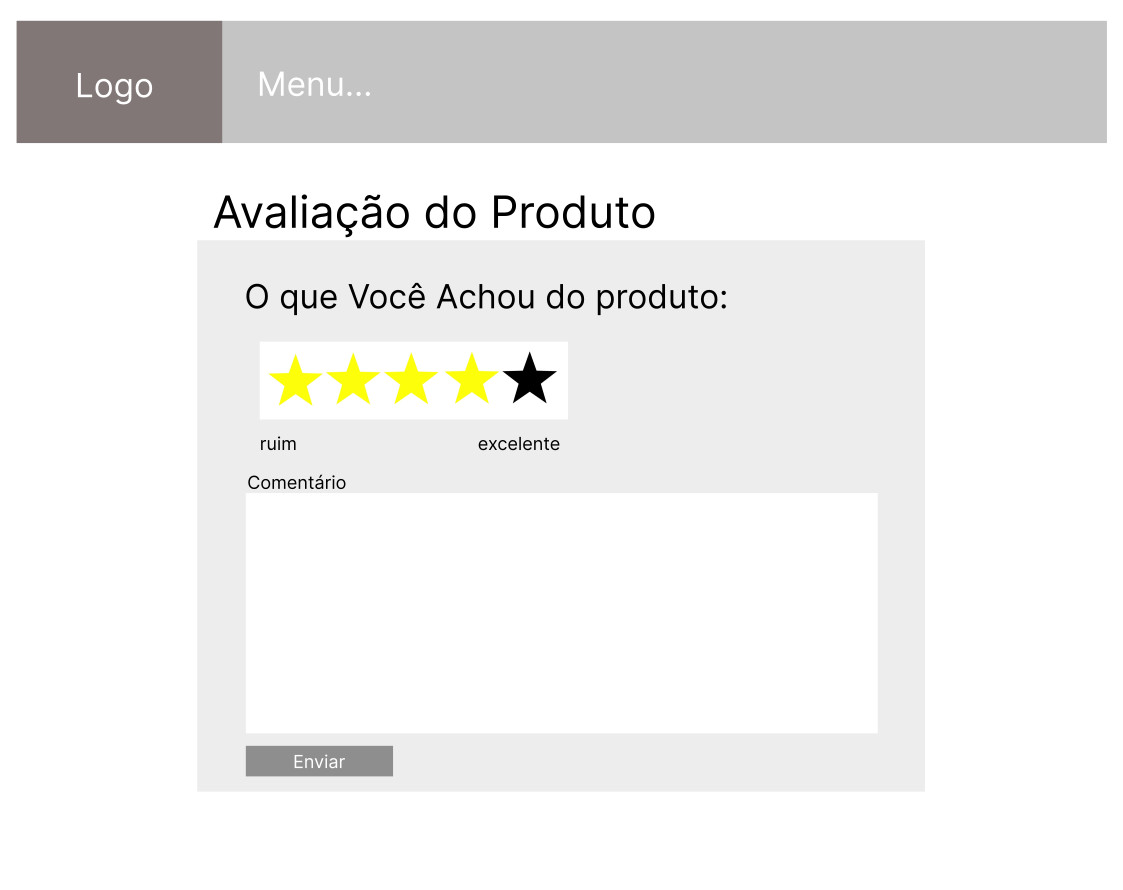 Logo
Menu...
Avaliação do Produto
O que Você Achou do produto:
ruim
excelente
Comentário
Enviar